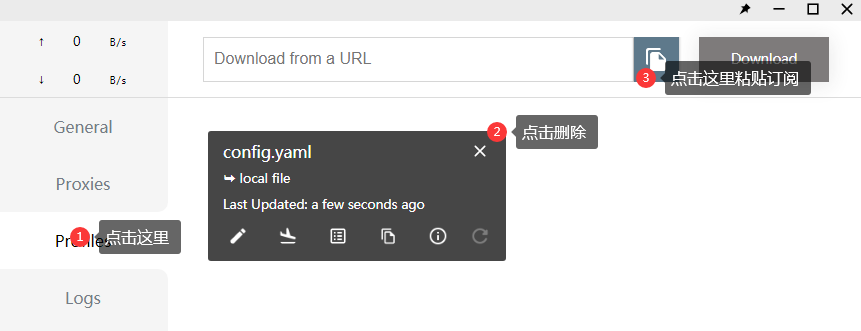 ↑ 0 B/s
↓ 0 B/s
Download from a URL
Download
3 点击这里粘贴订阅
General
Proxies
Profiles
1 点击这里
Logs
config.yaml
2 点击删除
local file
Last Updated: a few seconds ago